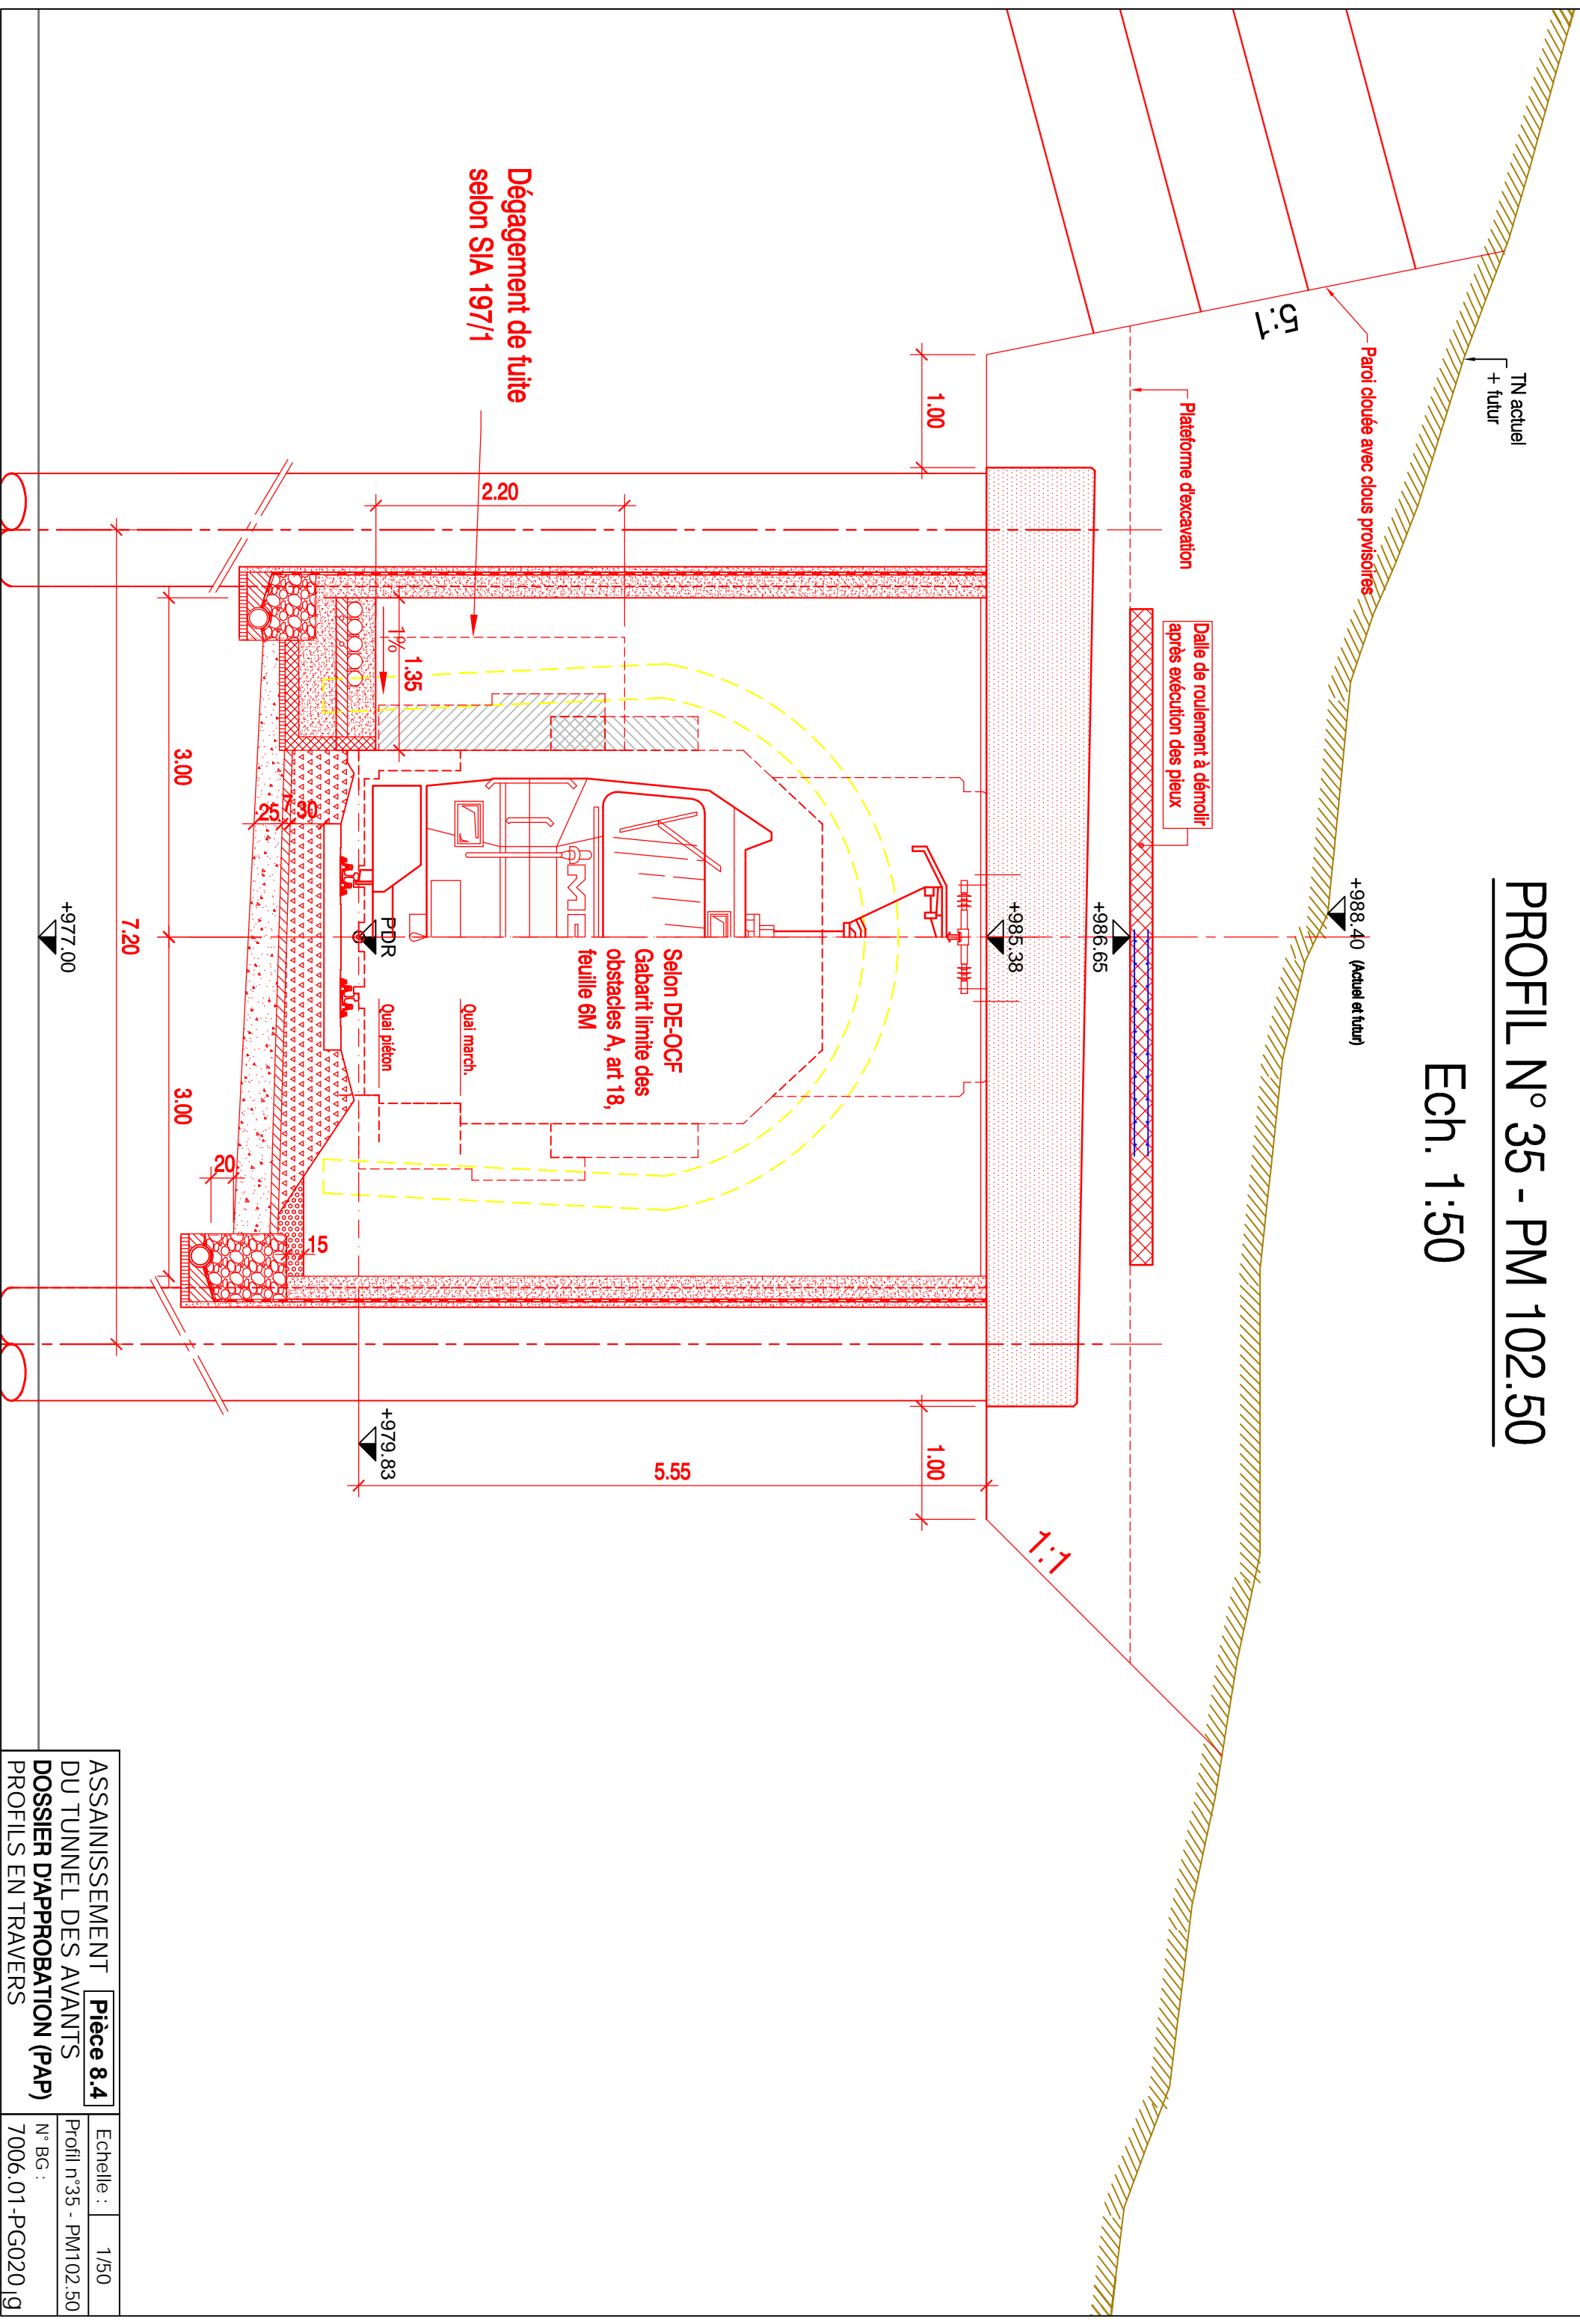 PROFIL N° 35 - PM 102.50
Ech. 1:50
TN actuel
+ futur
Paroi clouée avec clous provisoires
5:1
Plateforme d'excavation
Dalle de roulement à démolir
après exécution des pieux
+988.40 (Actuel et futur)
+986.65
+985.38
1.00
1.00
1:1
Dégagement de fuite
selon SIA 197/1
2.20
1%
1.35
Selon DE-OCF
Gabarit limite des
obstacles A, art 18,
feuille 6M
Quai march.
Quai piéton
PDR
5.55
+979.83
25
7
30
20
15
3.00
3.00
7.20
+977.00
ASSAINISSEMENT
DU TUNNEL DES AVANTS
DOSSIER D'APPROBATION (PAP)
PROFILS EN TRAVERS
Pièce 8.4
Echelle :
1/50
Profil n°35 - PM102.50
N° BG :
7006.01-PG020